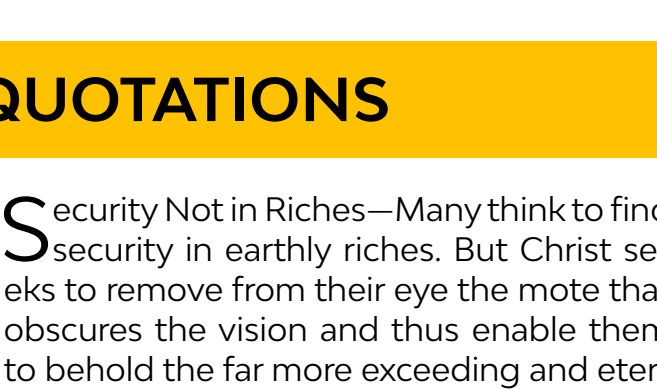 QUOTATIONS
Security Not in Riches—Many think to find
security in earthly riches. But Christ se
eks to remove from their eye the mote tha
obscures the vision and thus enable them
to behold the far more exceeding and eter